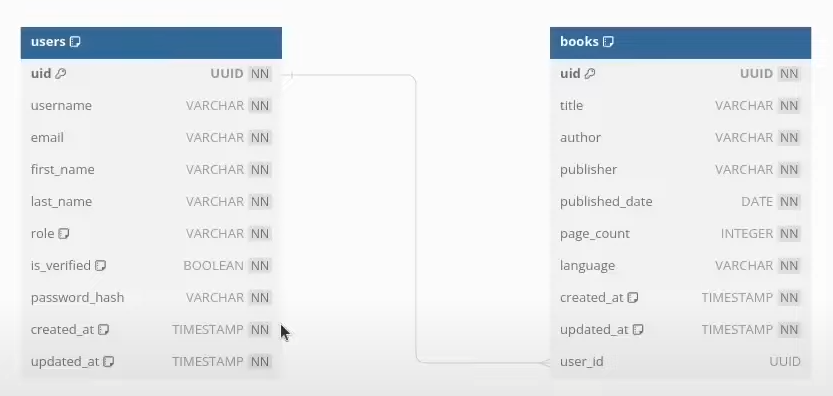 users
uid UUID NN
username VARCHAR NN
email VARCHAR NN
first_name VARCHAR NN
last_name VARCHAR NN
role VARCHAR NN
is_verified BOOLEAN NN
password_hash VARCHAR NN
created_at TIMESTAMP NN
updated_at TIMESTAMP NN
books
uid UUID NN
title VARCHAR NN
author VARCHAR NN
publisher VARCHAR NN
published_date DATE NN
page_count INTEGER NN
language VARCHAR NN
created_at TIMESTAMP NN
updated_at TIMESTAMP NN
user_id UUID